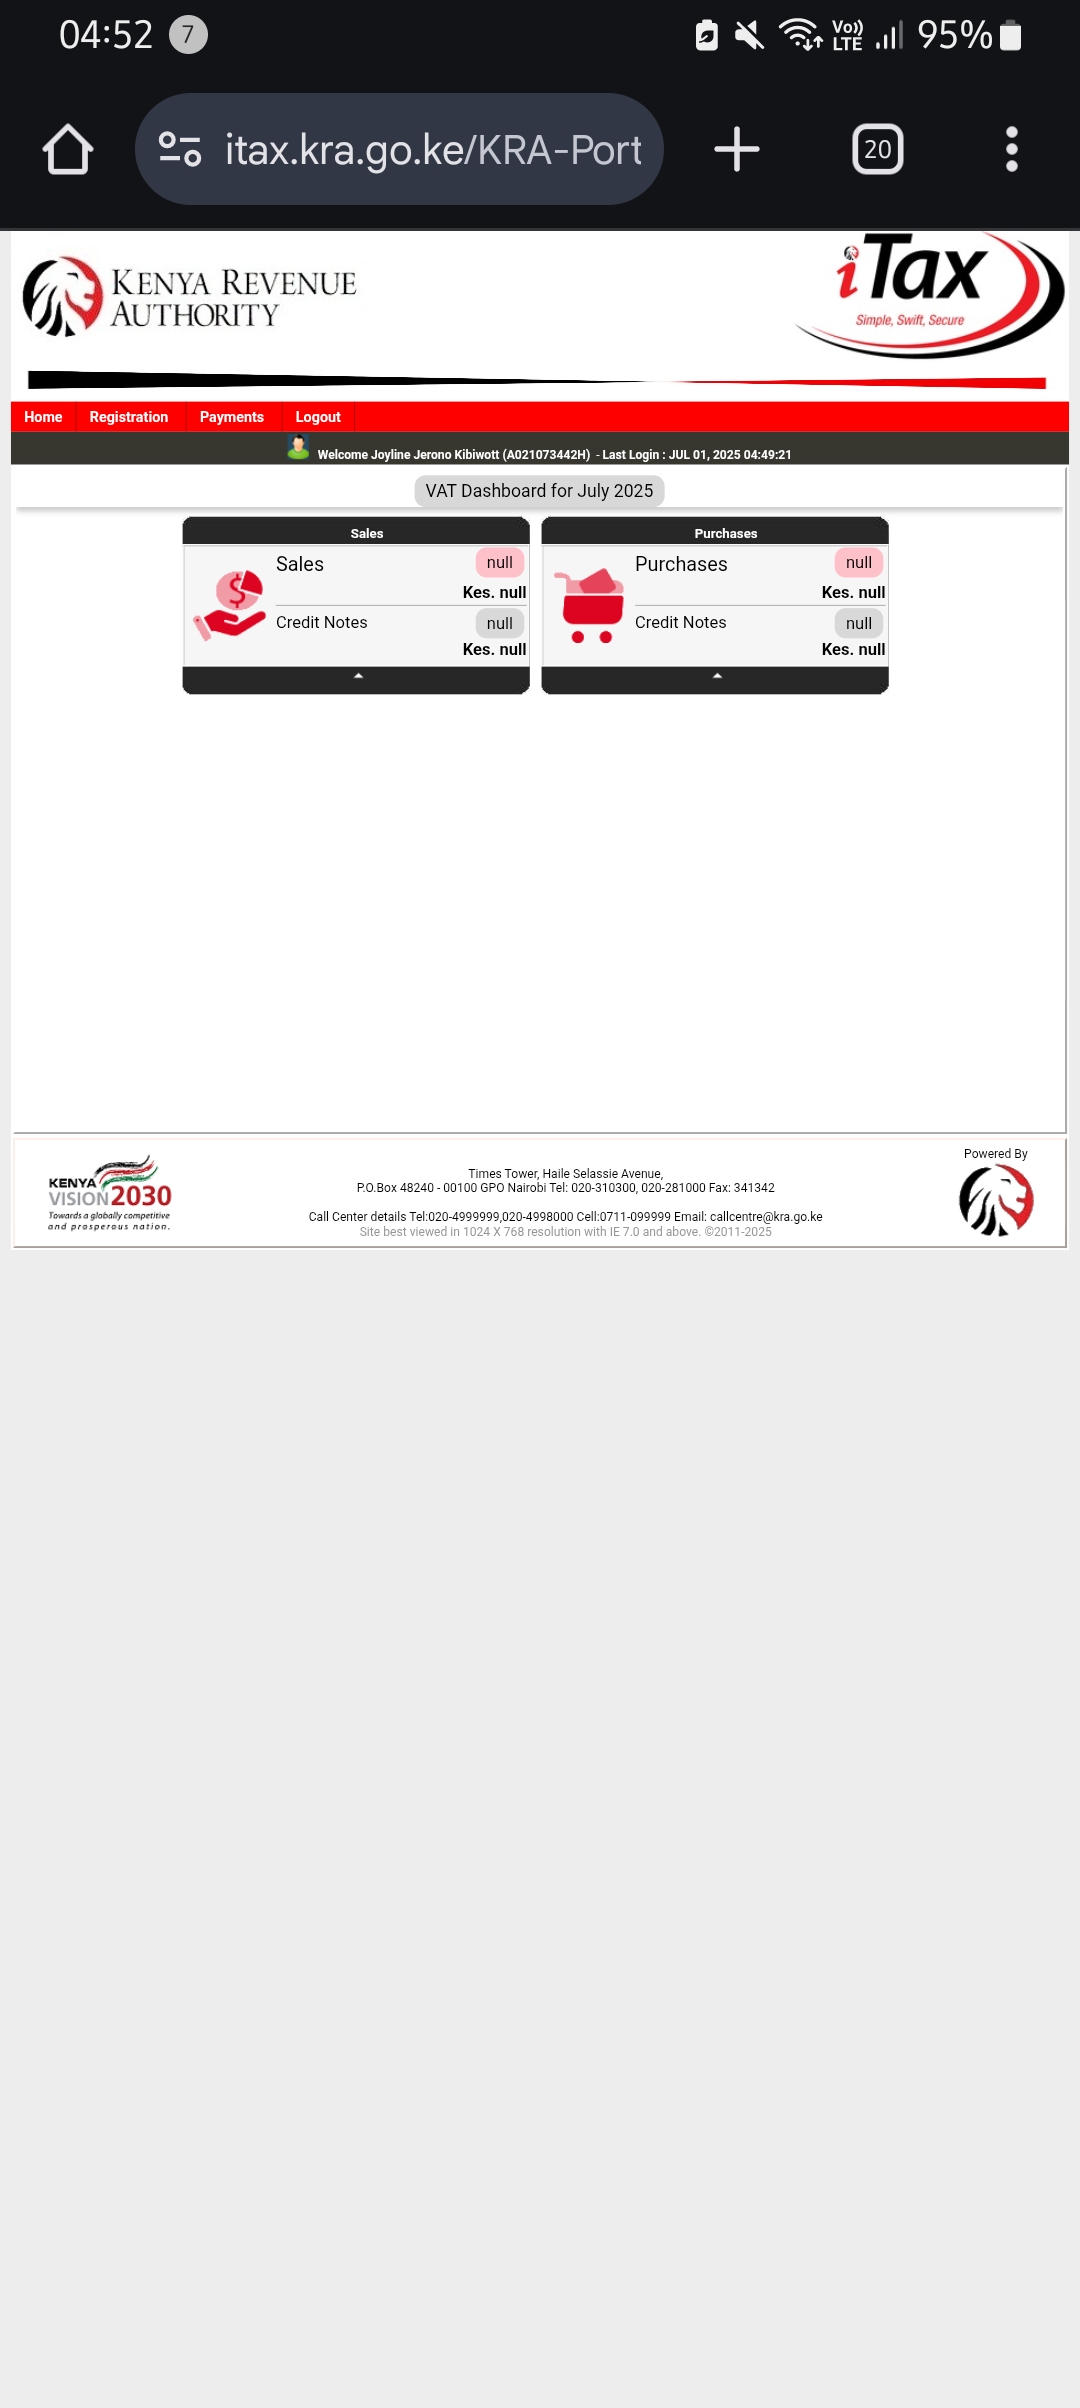 04:52 7 Vo)) LTE 95%
itax.kra.go.ke/KRA-Port 20
KENYA REVENUE
AUTHORITY
iTax
Simple, Swift, Secure
Home Registration Payments Logout
Welcome Joyline Jerono Kibiwott (A021073442H) - Last Login : JUL 01, 2025 04:49:21
VAT Dashboard for July 2025
Sales
Sales null
Kes. null
Credit Notes null
Kes. null
Purchases
Purchases null
Kes. null
Credit Notes null
Kes. null
KENYA
VISION 2030
Towards a globally competitive
and prosperous nation.
Times Tower, Haile Selassie Avenue,
P.O.Box 48240 - 00100 GPO Nairobi Tel: 020-310300, 020-281000 Fax: 341342
Call Center details Tel:020-4999999,020-4998000 Cell:0711-099999 Email: callcentre@kra.go.ke
Site best viewed in 1024 X 768 resolution with IE 7.0 and above. ©2011-2025
Powered By